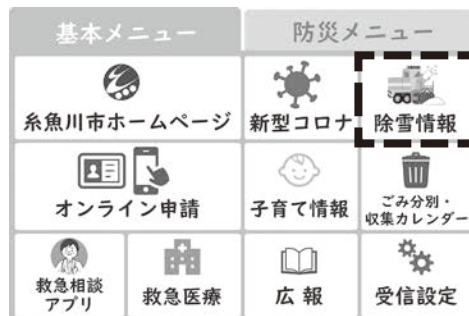 基本メニュー
防災メニュー
糸魚川市ホームページ
新型コロナ
除雪情報
オンライン申請
子育て情報
ごみ分別・
収集カレンダー
救急相談
アプリ
救急医療
広報
受信設定